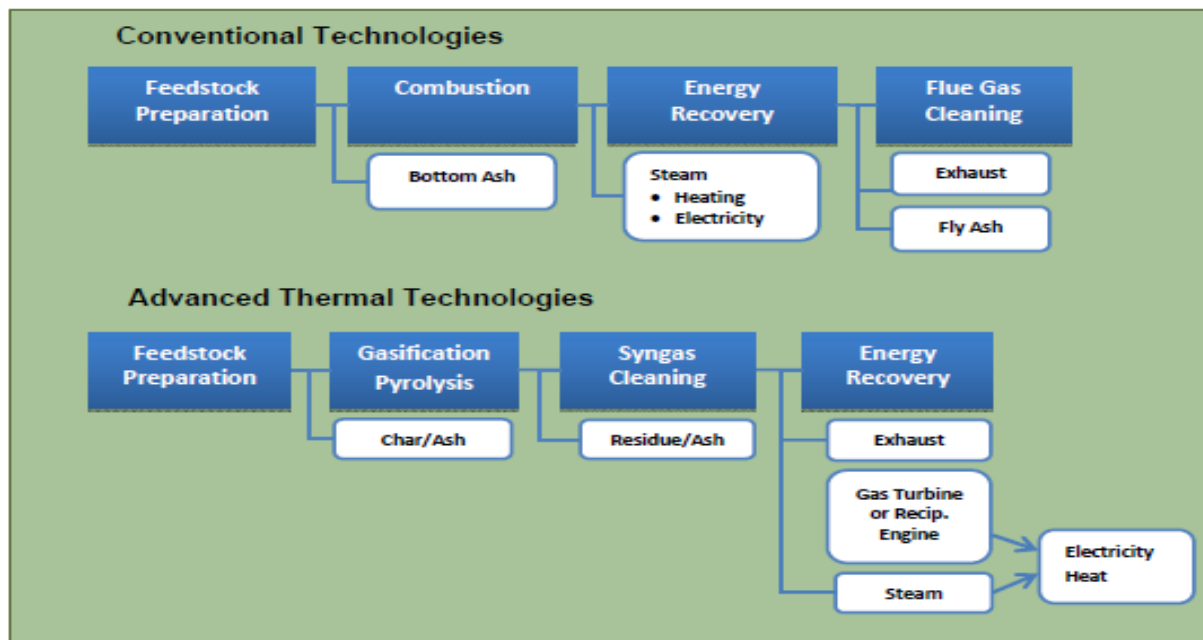 Conventional Technologies
Feedstock
Preparation
Combustion
Energy
Recovery
Flue Gas
Cleaning
Bottom Ash
Steam
• Heating
• Electricity
Exhaust
Fly Ash
Advanced Thermal Technologies
Feedstock
Preparation
Gasification
Pyrolysis
Syngas
Cleaning
Energy
Recovery
Char/Ash
Residue/Ash
Exhaust
Gas Turbine
or Recip.
Engine
Steam
Electricity
Heat